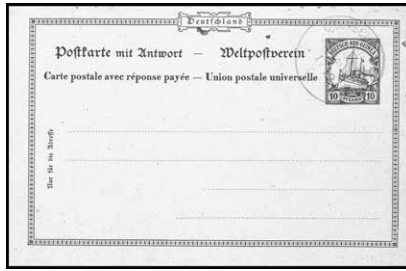 Deutschland
Postkarte mit Antwort — Weltpostverein
Carte postale avec réponse payée — Union postale universelle
DEUTSCH-NEU-GUINEA
10 PFENNIG 10
Nur für die Adresse